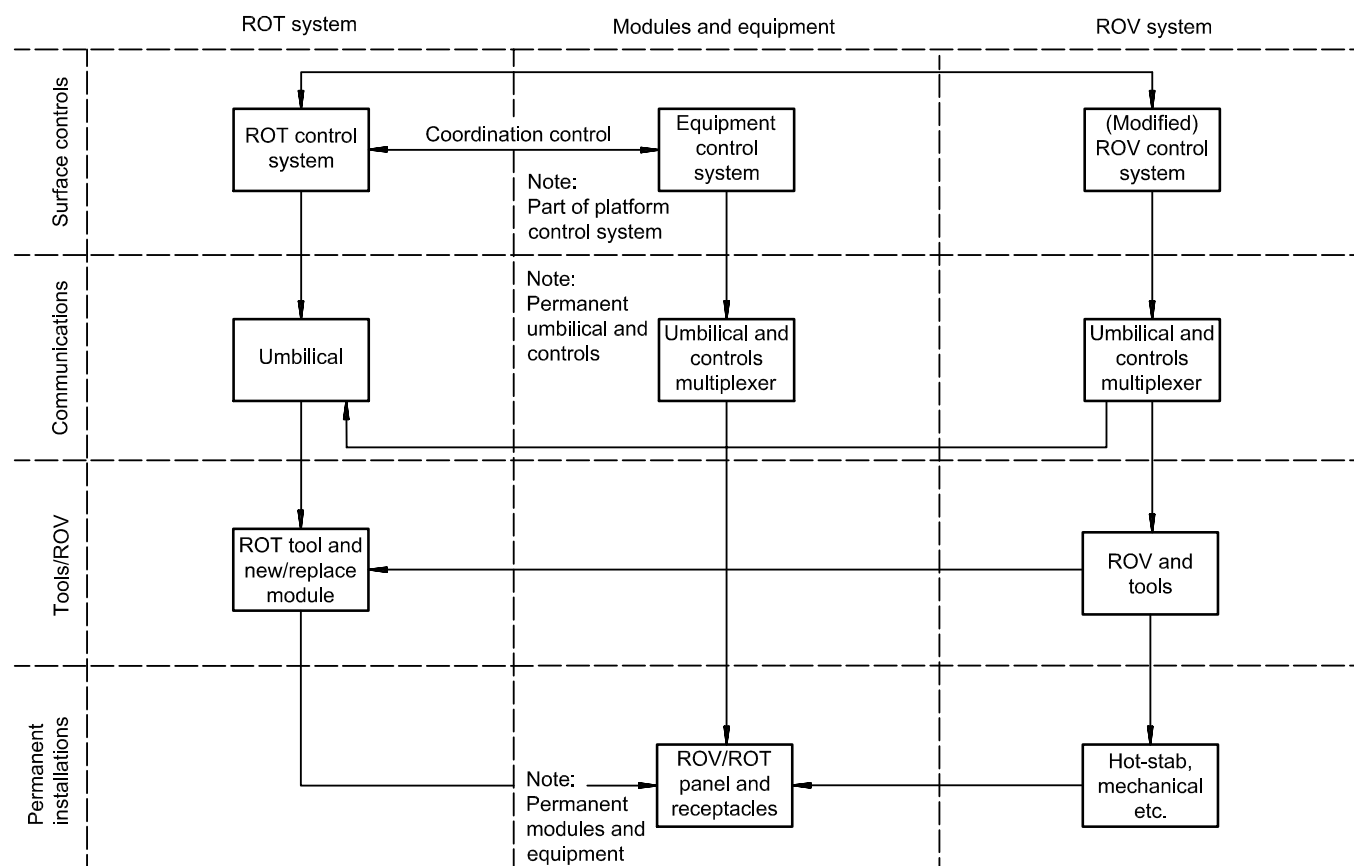 ROT system
Modules and equipment
ROV system
Surface controls
ROT control
system
Coordination control
Equipment
control
system
(Modified)
ROV control
system
Note:
Part of platform
control system
Communications
Note:
Permanent
umbilical and
controls
Umbilical
Umbilical and
controls
multiplexer
Umbilical and
controls
multiplexer
Tools/ROV
ROT tool and
new/replace
module
ROV and
tools
Permanent
installations
Note:
Permanent
modules and
equipment
ROV/ROT
panel and
receptacles
Hot-stab,
mechanical
etc.